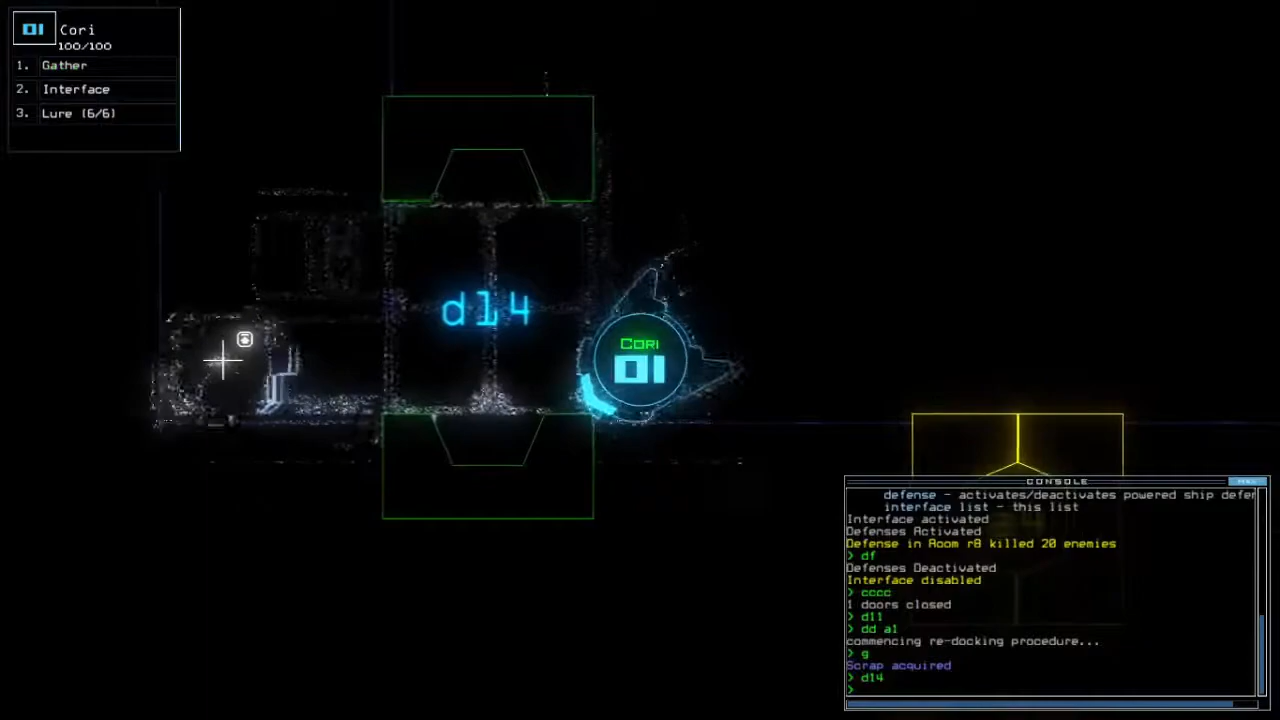 01 Cori
100/100
1. Gather
2. Interface
3. Lure (6/6)
d14
Cori
01
CONSOLE
defense - activates/deactivates powered ship defen
interface list - this list
Interface activated
Defenses Activated
Defense in Room r8 killed 20 enemies
> df
Defenses Deactivated
Interface disabled
> cccc
1 doors closed
> d11
> dd a1
commencing re-docking procedure...
> g
Scrap acquired
> d14
>